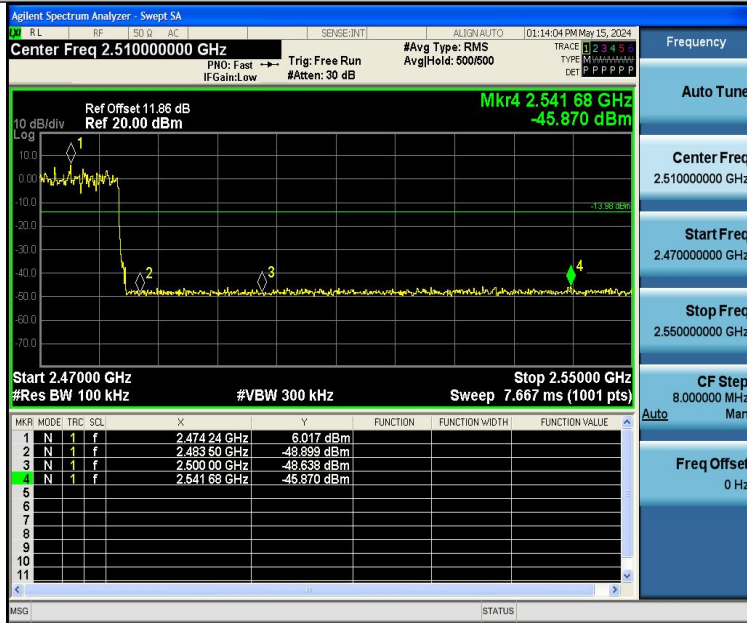 Agilent Spectrum Analyzer - Swept SA
LXI RL RF 50 Ω AC SENSE:INT ALIGN AUTO 01:14:04 PM May 15, 2024
Center Freq 2.510000000 GHz #Avg Type: RMS TRACE 1 2 3 4 5 6
PNO: Fast Trig: Free Run Avg|Hold: 500/500 TYPE M WWWWW
IFGain:Low #Atten: 30 dB DET P P P P P P
Mkr4 2.541 68 GHz
-45.870 dBm
Ref Offset 11.86 dB
10 dB/div Ref 20.00 dBm
Log
10.0
0.00
-10.0
-20.0
-30.0
-40.0
-50.0
-60.0
-70.0
1
2
3
4
-13.98 dBm
Start 2.47000 GHz Stop 2.55000 GHz
#Res BW 100 kHz #VBW 300 kHz Sweep 7.667 ms (1001 pts)
MKR MODE TRC SCL X Y FUNCTION FUNCTION WIDTH FUNCTION VALUE
1 N 1 f 2.474 24 GHz 6.017 dBm
2 N 1 f 2.483 50 GHz -48.899 dBm
3 N 1 f 2.500 00 GHz -48.638 dBm
4 N 1 f 2.541 68 GHz -45.870 dBm
5
6
7
8
9
10
11
MSG STATUS
Frequency
Auto Tune
Center Freq
2.510000000 GHz
Start Freq
2.470000000 GHz
Stop Freq
2.550000000 GHz
CF Step
8.000000 MHz
Auto Man
Freq Offset
0 Hz